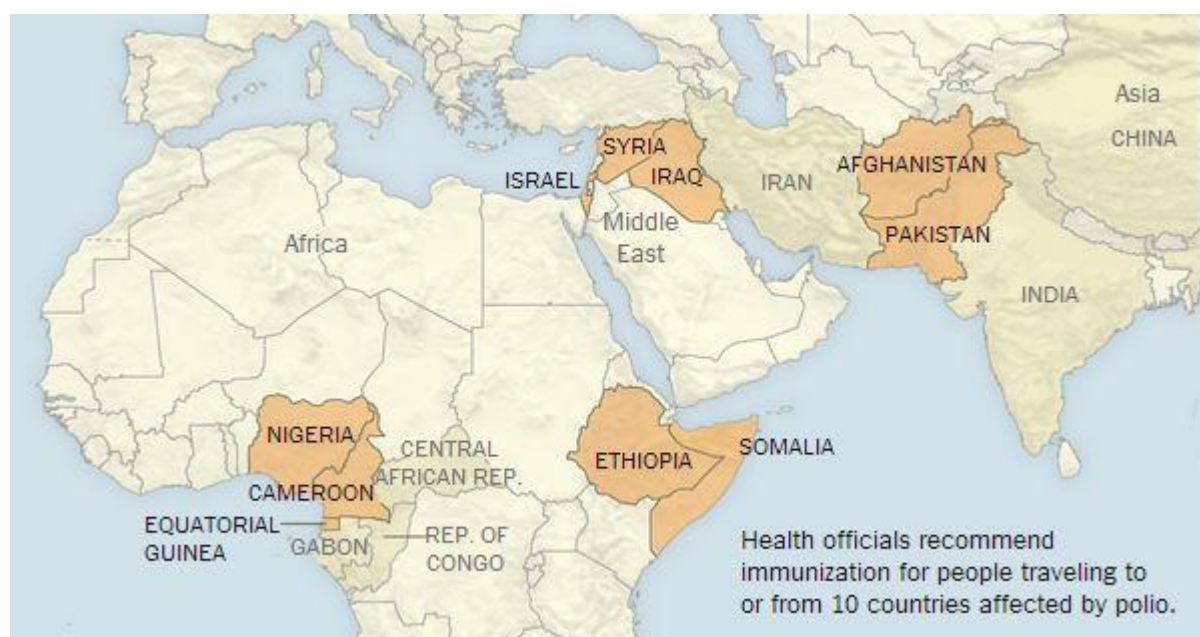 Asia
CHINA
SYRIA
AFGHANISTAN
ISRAEL
IRAQ
IRAN
Middle
East
Africa
PAKISTAN
INDIA
NIGERIA
CENTRAL
AFRICAN REP.
SOMALIA
ETHIOPIA
CAMEROON
EQUATORIAL
GUINEA
GABON
REP. OF
CONGO
Health officials recommend
immunization for people traveling to
or from 10 countries affected by polio.